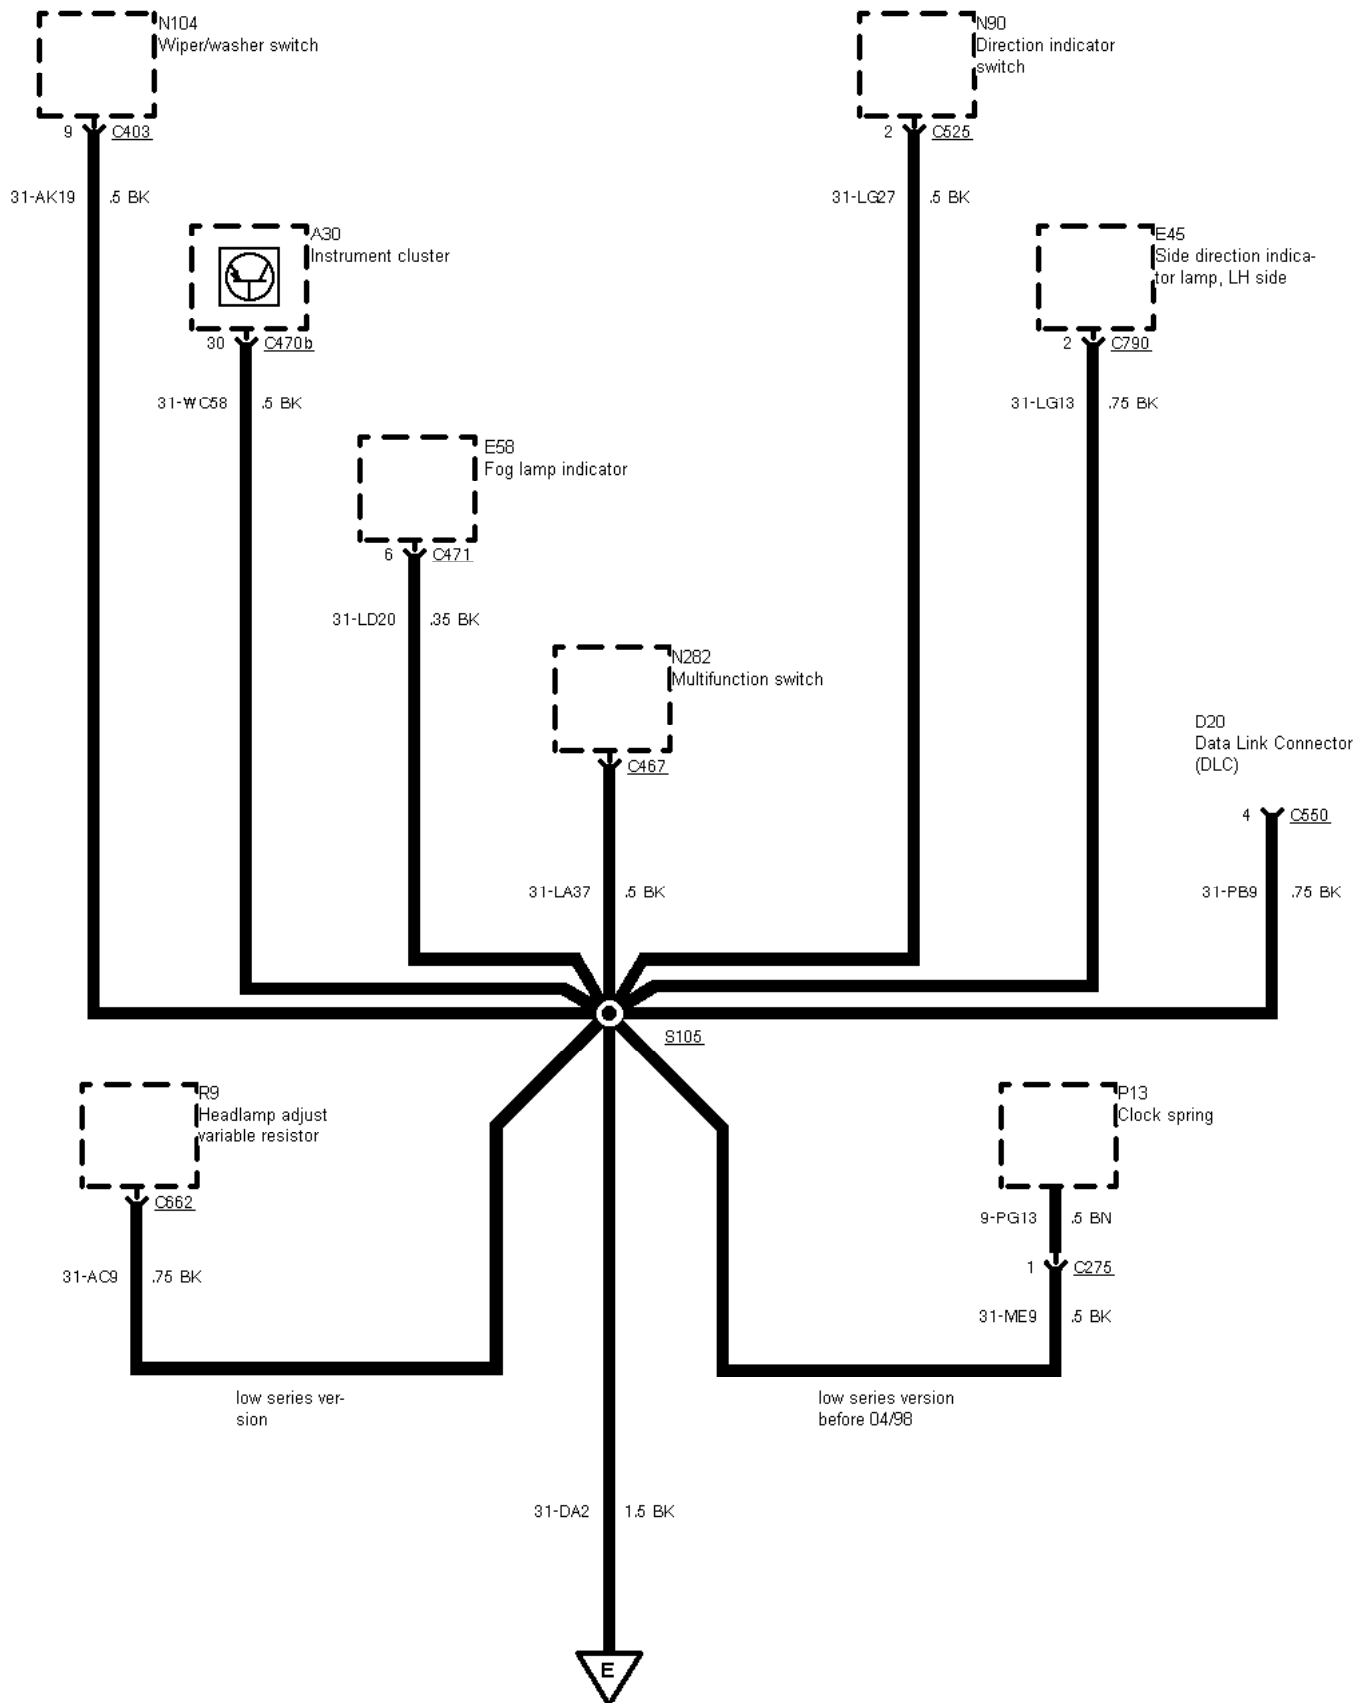 N104
Wiper/washer switch
9 C403
31-AK19 .5 BK
N90
Direction indicator
switch
2 C525
31-LG27 .5 BK
A30
Instrument cluster
30 C470b
31-WC58 .5 BK
E45
Side direction indica-
tor lamp, LH side
2 C790
31-LG13 .75 BK
E58
Fog lamp indicator
6 C471
31-LD20 .35 BK
N282
Multifunction switch
C467
31-LA37 .5 BK
D20
Data Link Connector
(DLC)
4 C550
31-PB9 .75 BK
S105
R9
Headlamp adjust
variable resistor
C662
31-AC9 .75 BK
low series ver-
sion
P13
Clock spring
9-PG13 .5 BN
1 C275
31-ME9 .5 BK
low series version
before 04/98
31-DA2 1.5 BK
E